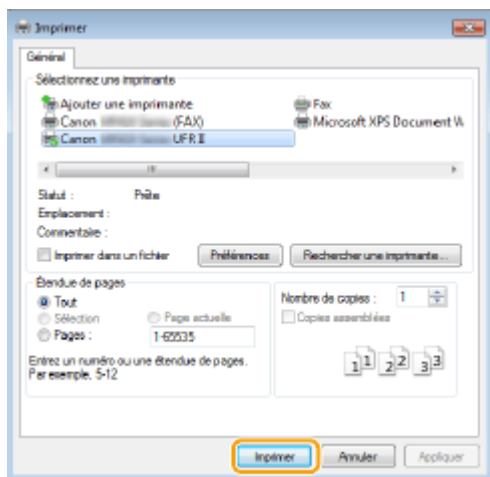 Imprimer
Général
Sélectionnez une imprimante
Ajouter une imprimante
Fax
Canon (FAX)
Microsoft XPS Document W
Canon UFR II
Statut : Prête
Emplacement :
Commentaire :
Imprimer dans un fichier
Préférences
Rechercher une imprimante...
Étendue de pages
Tout
Sélection
Page actuelle
Pages :
1-65535
Entrez un numéro ou une étendue de pages.
Par exemple, 5-12
Nombre de copies : 1
Copies assemblées
11 22 33
Imprimer
Annuler
Appliquer